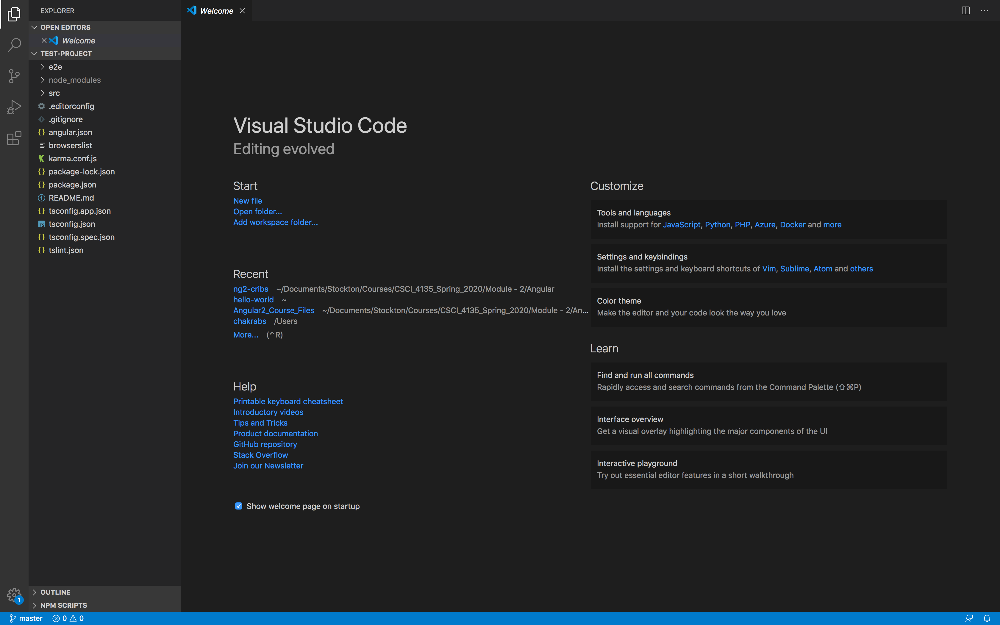 EXPLORER
OPEN EDITORS
Welcome
TEST-PROJECT
e2e
node_modules
src
.editorconfig
.gitignore
angular.json
browserslist
karma.conf.js
package-lock.json
package.json
README.md
tsconfig.app.json
TS tsconfig.json
tsconfig.spec.json
tslint.json
OUTLINE
NPM SCRIPTS
1
Welcome
Visual Studio Code
Editing evolved
Start
New file
Open folder...
Add workspace folder...
Recent
ng2-cribs ~/Documents/Stockton/Courses/CSCI_4135_Spring_2020/Module - 2/Angular
hello-world ~
Angular2_Course_Files ~/Documents/Stockton/Courses/CSCI_4135_Spring_2020/Module - 2/An...
chakrabs /Users
More... (^R)
Help
Printable keyboard cheatsheet
Introductory videos
Tips and Tricks
Product documentation
GitHub repository
Stack Overflow
Join our Newsletter
Show welcome page on startup
Customize
Tools and languages
Install support for JavaScript, Python, PHP, Azure, Docker and more
Settings and keybindings
Install the settings and keyboard shortcuts of Vim, Sublime, Atom and others
Color theme
Make the editor and your code look the way you love
Learn
Find and run all commands
Rapidly access and search commands from the Command Palette (⇧⌘P)
Interface overview
Get a visual overlay highlighting the major components of the UI
Interactive playground
Try out essential editor features in a short walkthrough
master 0 0